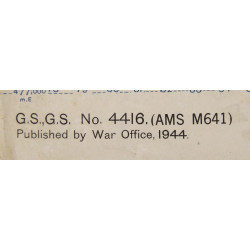 m.E
G.S.,G.S. No. 4416. (AMS M641)
Published by War Office, 1944.